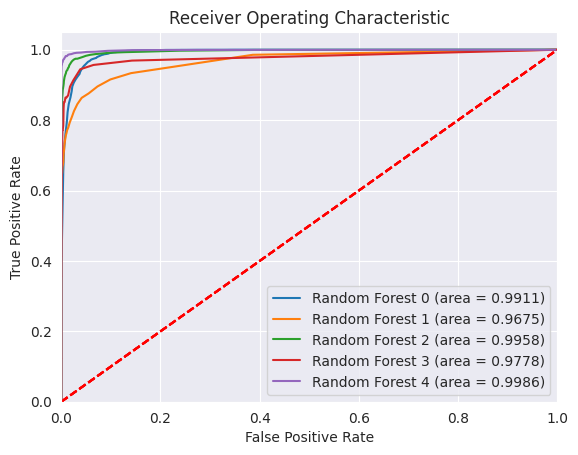 Receiver Operating Characteristic
True Positive Rate
1.0
0.8
0.6
0.4
0.2
0.0
Random Forest 0 (area = 0.9911)
Random Forest 1 (area = 0.9675)
Random Forest 2 (area = 0.9958)
Random Forest 3 (area = 0.9778)
Random Forest 4 (area = 0.9986)
0.0 0.2 0.4 0.6 0.8 1.0
False Positive Rate